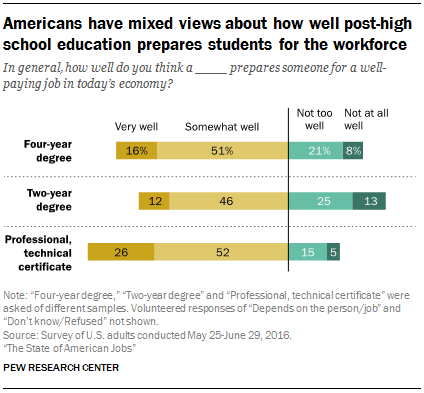 Americans have mixed views about how well post-high
school education prepares students for the workforce
In general, how well do you think a ____ prepares someone for a well-
paying job in today's economy?
Very well Somewhat well Not too well Not at all well
Four-year degree 16% 51% 21% 8%
Two-year degree 12 46 25 13
Professional, technical certificate 26 52 15 5
Note: "Four-year degree," "Two-year degree" and "Professional, technical certificate" were
asked of different samples. Volunteered responses of "Depends on the person/job" and
"Don't know/Refused" not shown.
Source: Survey of U.S. adults conducted May 25-June 29, 2016.
"The State of American Jobs"
PEW RESEARCH CENTER